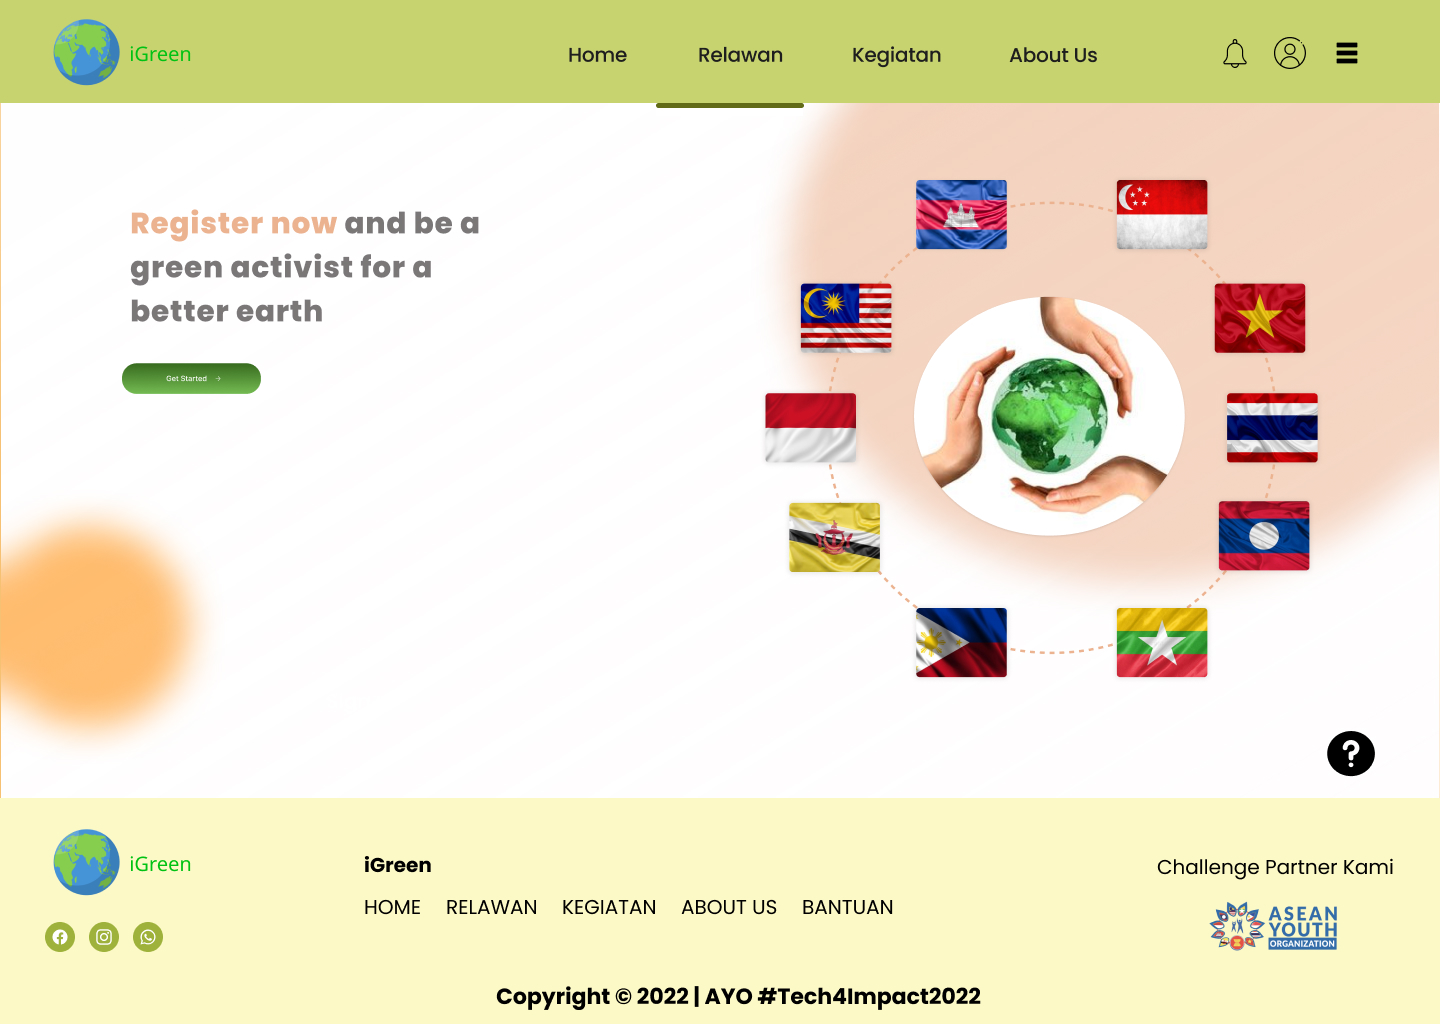 iGreen
Home Relawan Kegiatan About Us
Register now and be a
green activist for a
better earth
Get Started →
?
iGreen
iGreen
HOME RELAWAN KEGIATAN ABOUT US BANTUAN
Challenge Partner Kami
ASEAN
YOUTH
ORGANIZATION
Copyright © 2022 | AYO #Tech4Impact2022